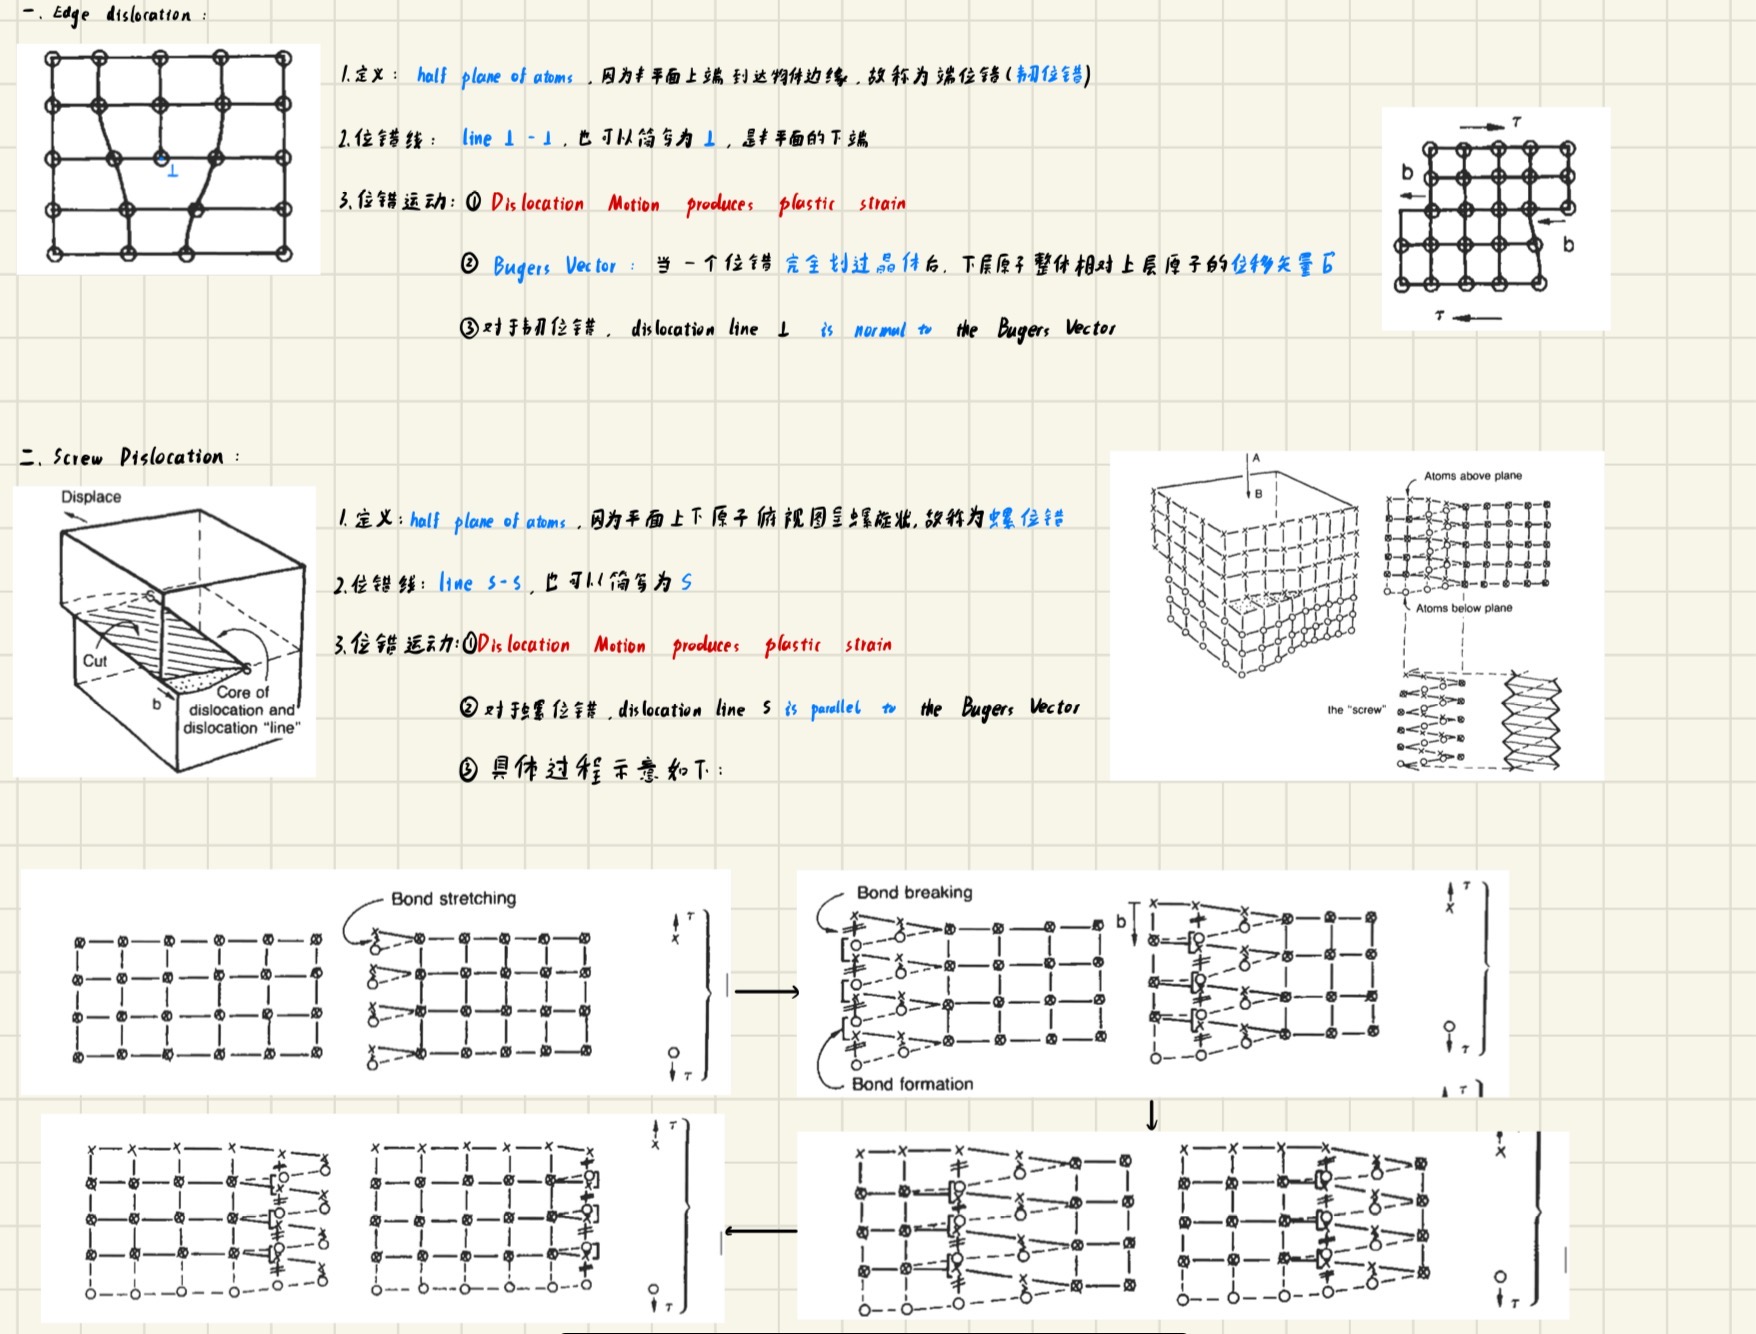 一. Edge dislocation :
1.定义: half plane of atoms , 因为半平面上端到达物体边缘, 故称为端位错(韧位错)
2.位错线: line ⊥ - ⊥ , 也可以简写为 ⊥ , 是半平面的下端
3.位错运动: ① Dislocation Motion produces plastic strain
② Bugers Vector : 当一个位错完全划过晶体后, 下层原子整体相对上层原子的位移矢量 b
③ 对于韧位错, dislocation line ⊥ is normal to the Bugers Vector
⊥
τ
b
b
τ
二. Screw Dislocation :
1.定义: half plane of atoms , 因为平面上下原子俯视图呈螺旋状, 故称为螺位错
2.位错线: line s-s , 也可以简写为 S
3.位错运动: ① Dislocation Motion produces plastic strain
② 对于螺位错, dislocation line S is parallel to the Bugers Vector
③ 具体过程示意如下:
Displace
S
Cut
S
b
Core of
dislocation and
dislocation "line"
A
B
Atoms above plane
Atoms below plane
the "screw"
Bond stretching
τ
τ
Bond breaking
b
Bond formation
τ
τ
τ
τ
τ
τ